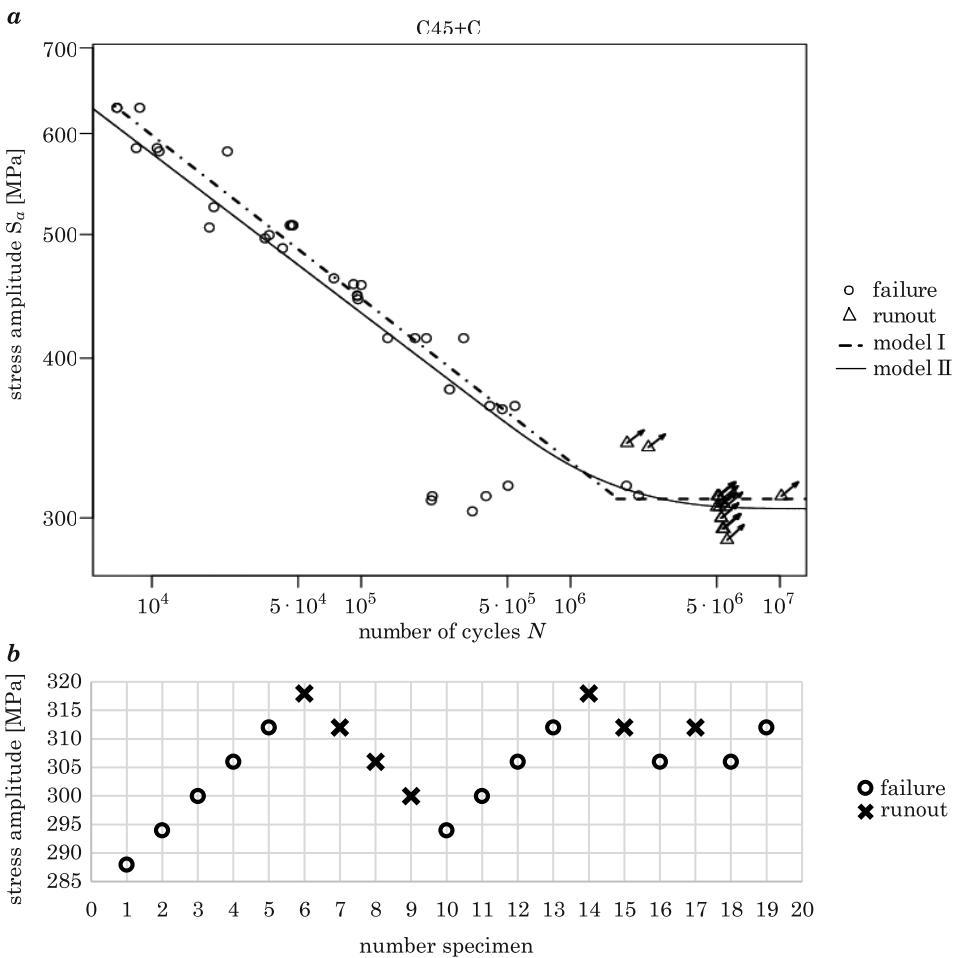 a
C45+C
700
600
500
400
300
stress amplitude Sa [MPa]
10⁴ 5·10⁴ 10⁵ 5·10⁵ 10⁶ 5·10⁶ 10⁷
number of cycles N
failure
runout
model I
model II
b
320
315
310
305
300
295
290
285
stress amplitude [MPa]
0 1 2 3 4 5 6 7 8 9 10 11 12 13 14 15 16 17 18 19 20
number specimen
failure
runout